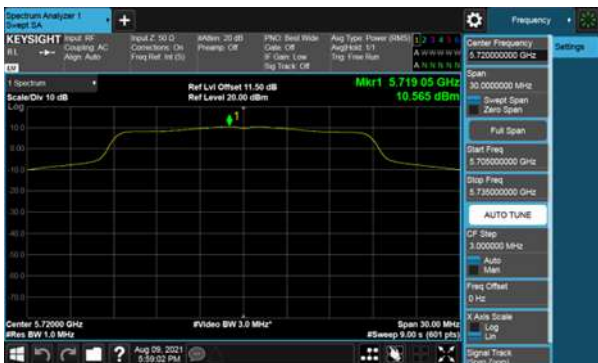 Spectrum Analyzer 1
Swept SA
Frequency
KEYSIGHT
Input: RF
Coupling: AC
Align: Auto
Input Z: 50 Ω
Corrections: On
Freq Ref: Int (S)
#Atten: 20 dB
Preamp: Off
PNO: Best Wide
Gate: Off
IF Gain: Low
Sig Track: Off
Avg Type: Power (RMS)
Avg|Hold: 1/1
Trig: Free Run
1 2 3 4 5 6
A W W W W W
A N N N N N
1 Spectrum
Scale/Div 10 dB
Log
Ref Lvl Offset 11.50 dB
Ref Level 20.00 dBm
Mkr1 5.719 05 GHz
10.565 dBm
1
10.0
0.00
-10.0
-20.0
-30.0
-40.0
-50.0
-60.0
-70.0
Center 5.72000 GHz
#Res BW 1.0 MHz
#Video BW 3.0 MHz*
Span 30.00 MHz
#Sweep 9.00 s (601 pts)
Center Frequency
5.720000000 GHz
Settings
Span
30.0000000 MHz
Swept Span
Zero Span
Full Span
Start Freq
5.705000000 GHz
Stop Freq
5.735000000 GHz
AUTO TUNE
CF Step
3.000000 MHz
Auto
Man
Freq Offset
0 Hz
X Axis Scale
Log
Lin
Signal Track
Aug 09, 2021
5:59:02 PM